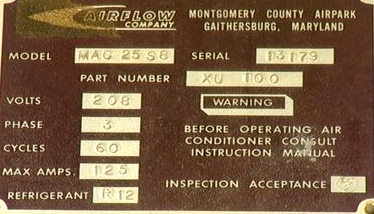 AIRFLOW COMPANY
MONTGOMERY COUNTY AIRPARK
GAITHERSBURG, MARYLAND
MODEL MAC 25 S8 SERIAL 13179
PART NUMBER XU 100
VOLTS 208
WARNING
PHASE 3
CYCLES 60
BEFORE OPERATING AIR
CONDITIONER CONSULT
INSTRUCTION MANUAL
MAX AMPS. 125
REFRIGERANT R12
INSPECTION ACCEPTANCE